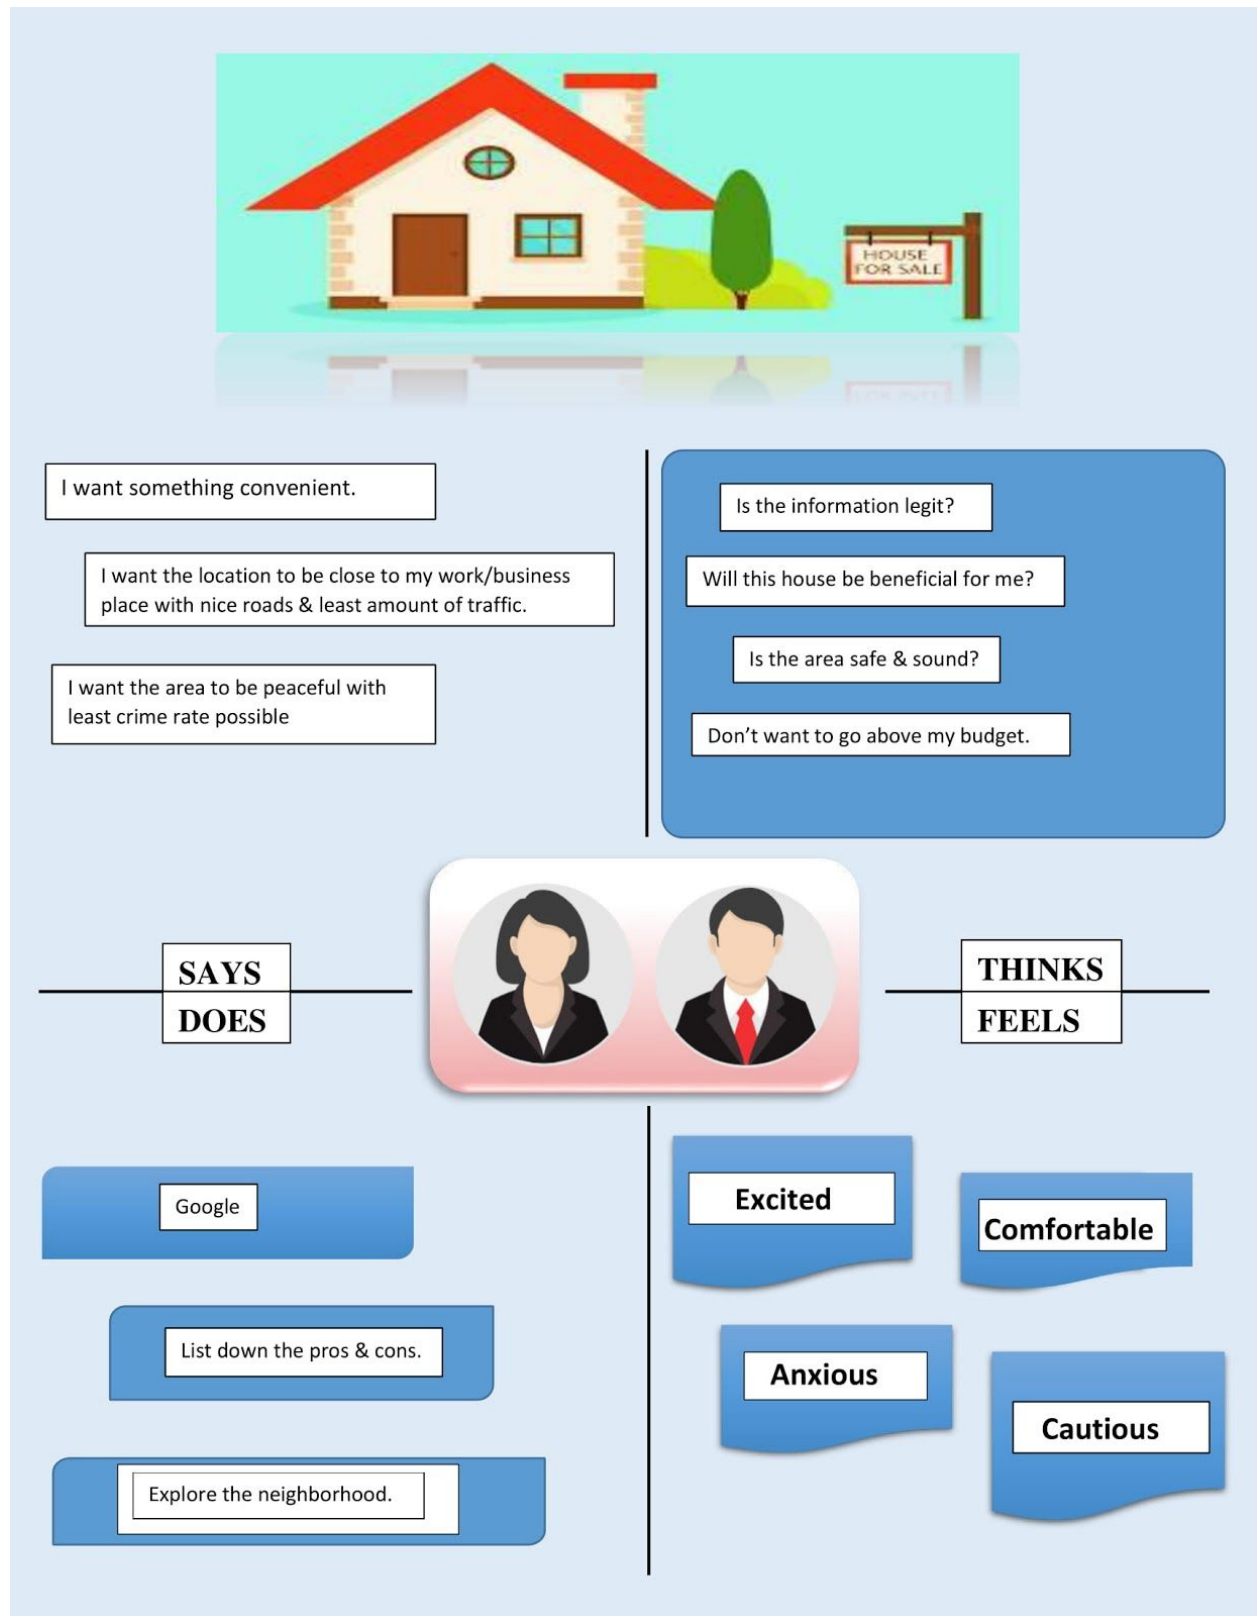 HOUSE
FOR SALE
I want something convenient.
I want the location to be close to my work/business
place with nice roads & least amount of traffic.
I want the area to be peaceful with
least crime rate possible
Is the information legit?
Will this house be beneficial for me?
Is the area safe & sound?
Don’t want to go above my budget.
SAYS
DOES
THINKS
FEELS
Google
List down the pros & cons.
Explore the neighborhood.
Excited
Comfortable
Anxious
Cautious